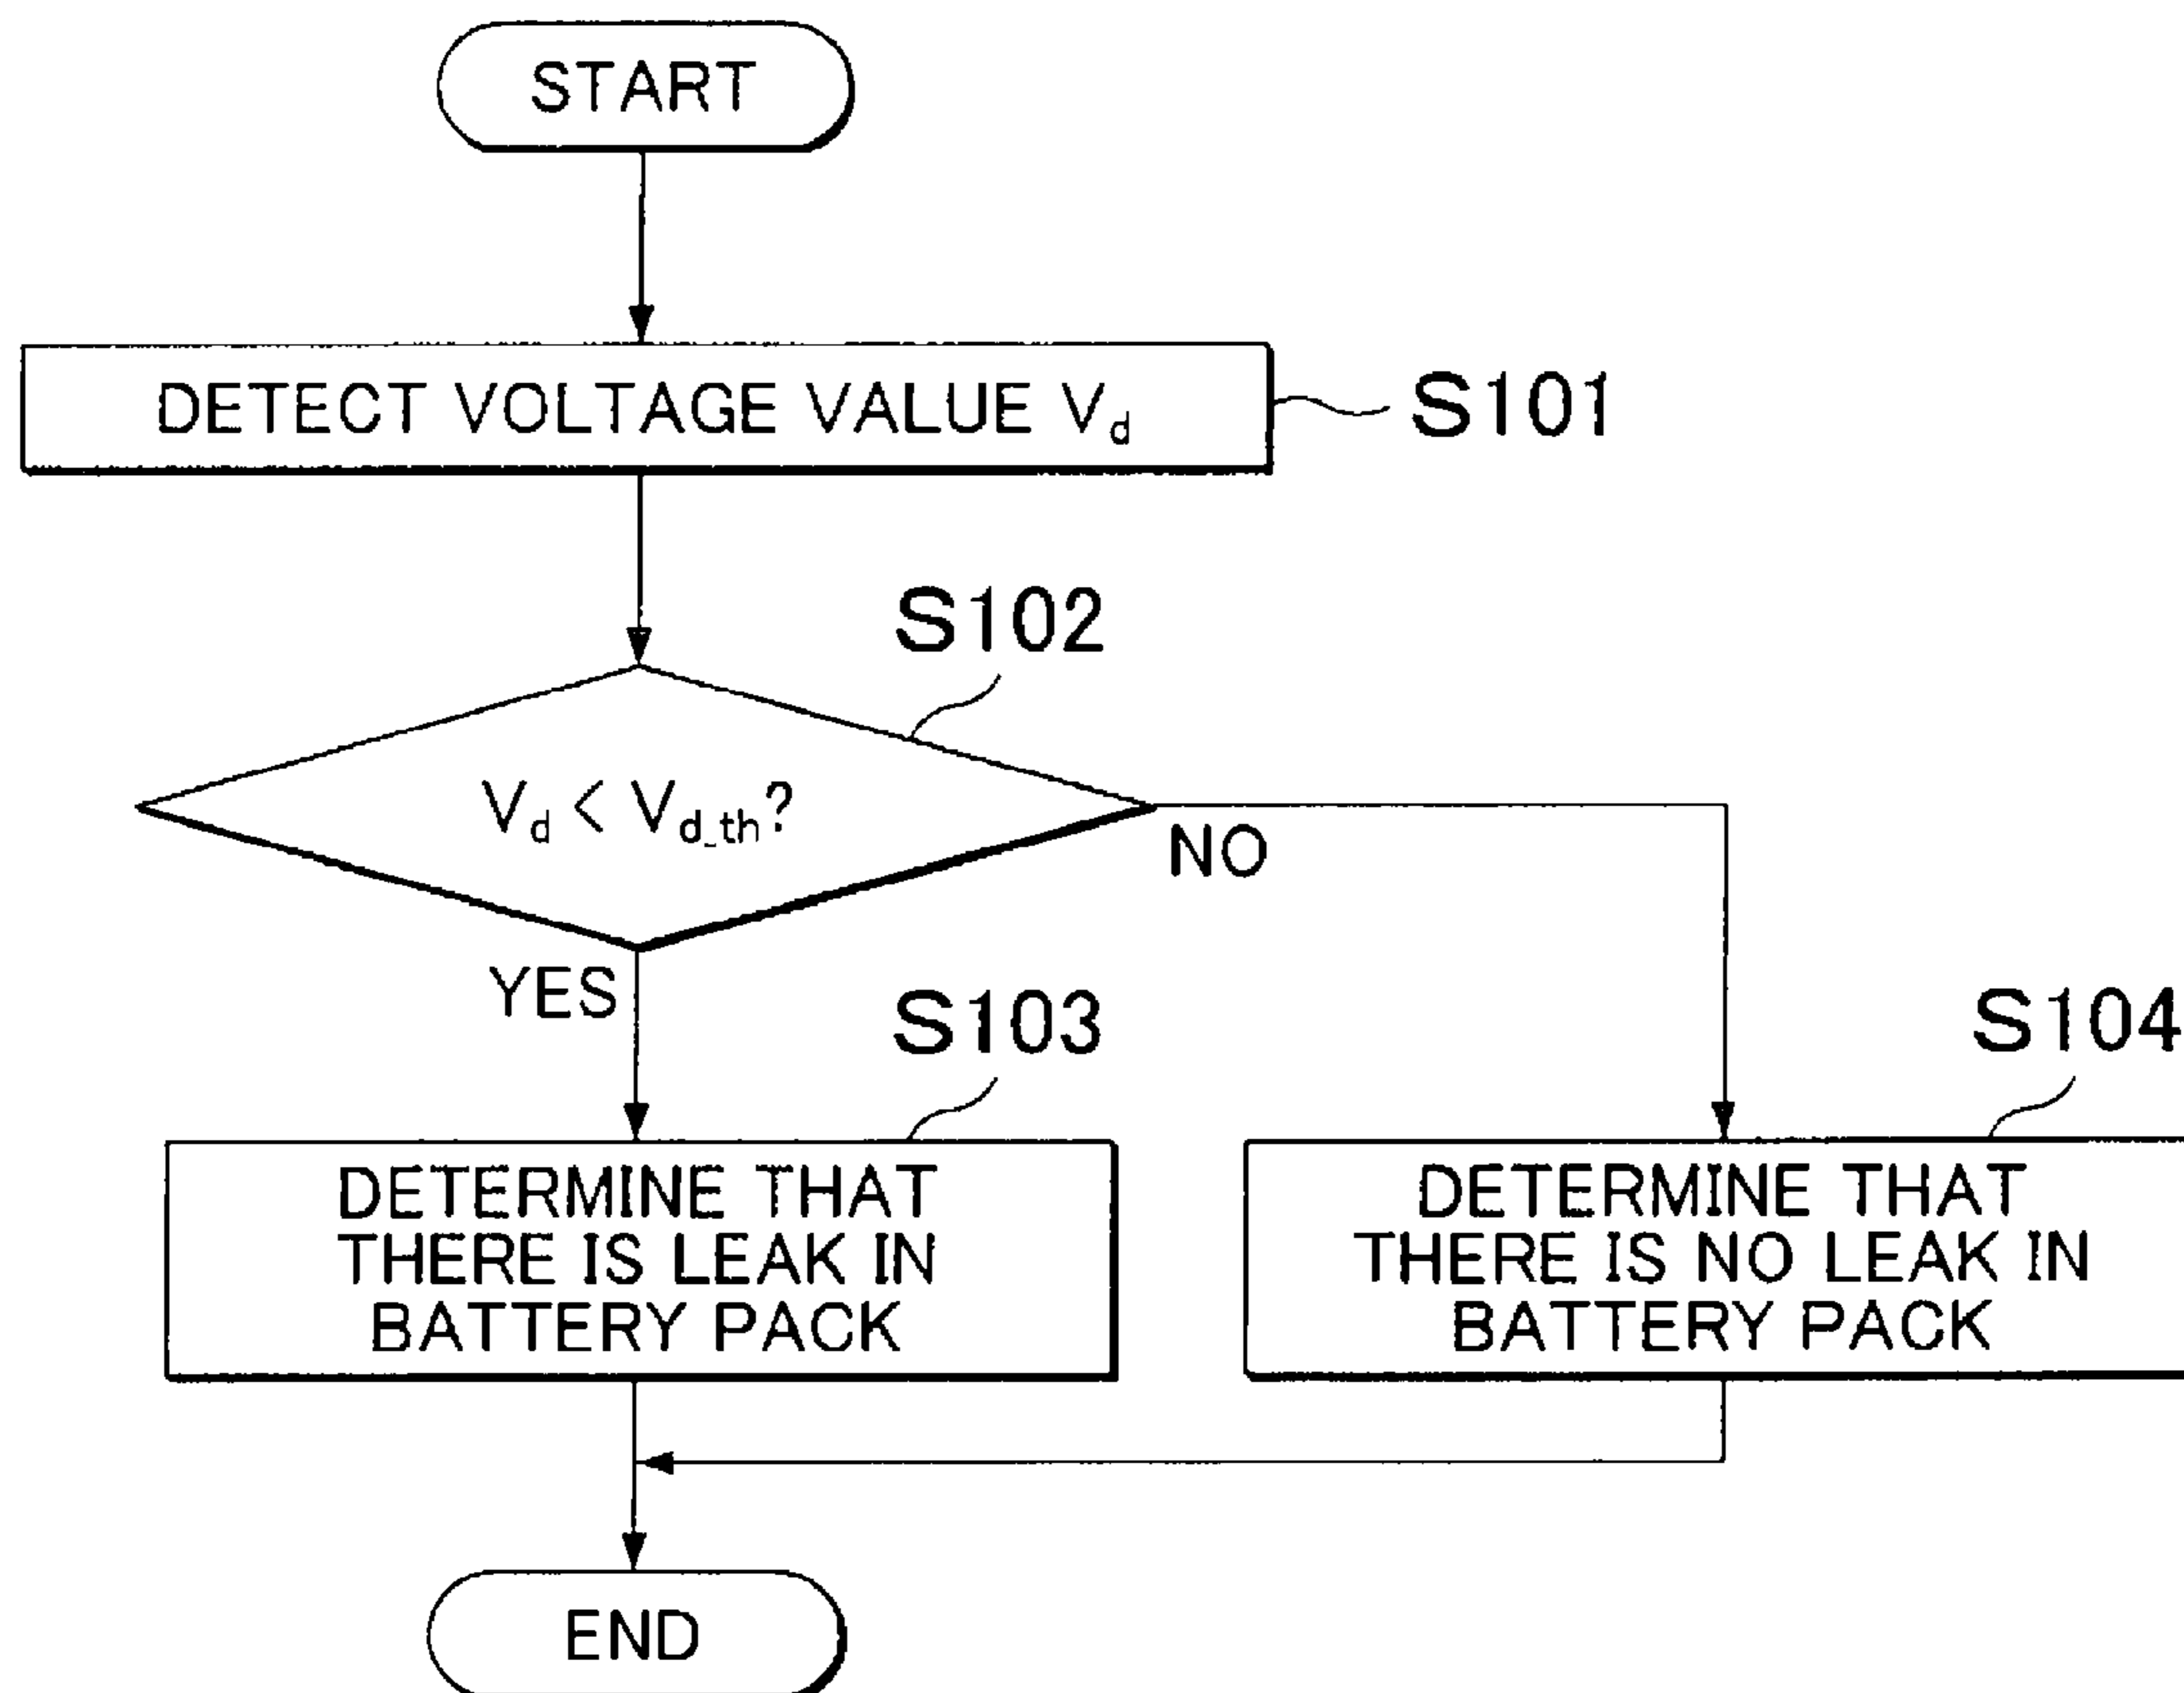 START
DETECT VOLTAGE VALUE Vd
S101
S102
Vd < Vd_th?
NO
YES
S103
S104
DETERMINE THAT
THERE IS LEAK IN
BATTERY PACK
DETERMINE THAT
THERE IS NO LEAK IN
BATTERY PACK
END